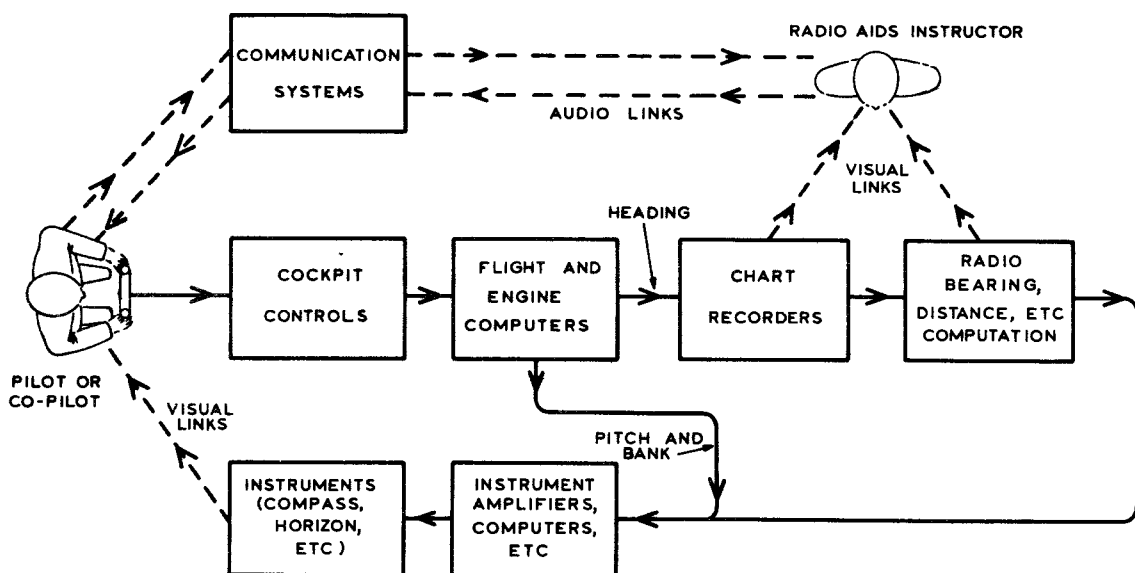 COMMUNICATION
SYSTEMS
RADIO AIDS INSTRUCTOR
AUDIO LINKS
VISUAL
LINKS
HEADING
COCKPIT
CONTROLS
FLIGHT AND
ENGINE
COMPUTERS
CHART
RECORDERS
RADIO
BEARING,
DISTANCE, ETC
COMPUTATION
PILOT OR
CO-PILOT
VISUAL
LINKS
PITCH AND
BANK
INSTRUMENTS
(COMPASS,
HORIZON,
ETC)
INSTRUMENT
AMPLIFIERS,
COMPUTERS,
ETC